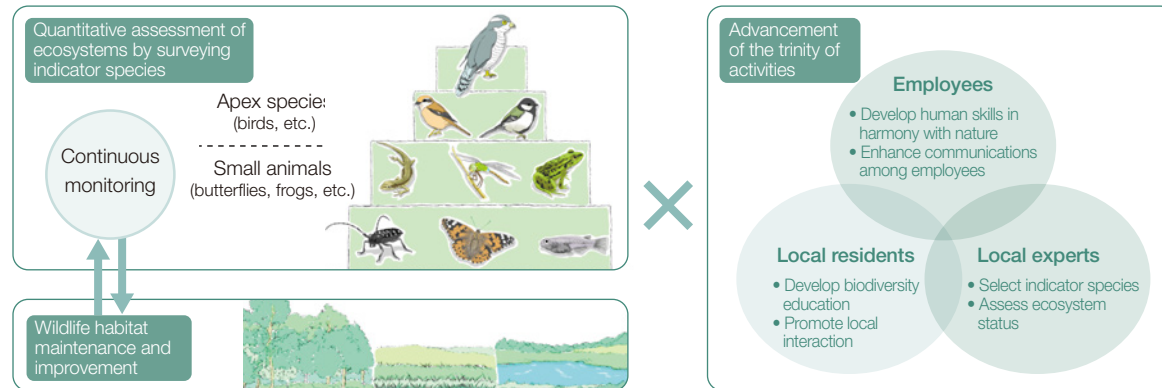 Quantitative assessment of
ecosystems by surveying
indicator species
Apex species
(birds, etc.)
Small animals
(butterflies, frogs, etc.)
Continuous
monitoring
Wildlife habitat
maintenance and
improvement
×
Advancement
of the trinity of
activities
Employees
• Develop human skills in
harmony with nature
• Enhance communications
among employees
Local residents
• Develop biodiversity
education
• Promote local
interaction
Local experts
• Select indicator species
• Assess ecosystem
status